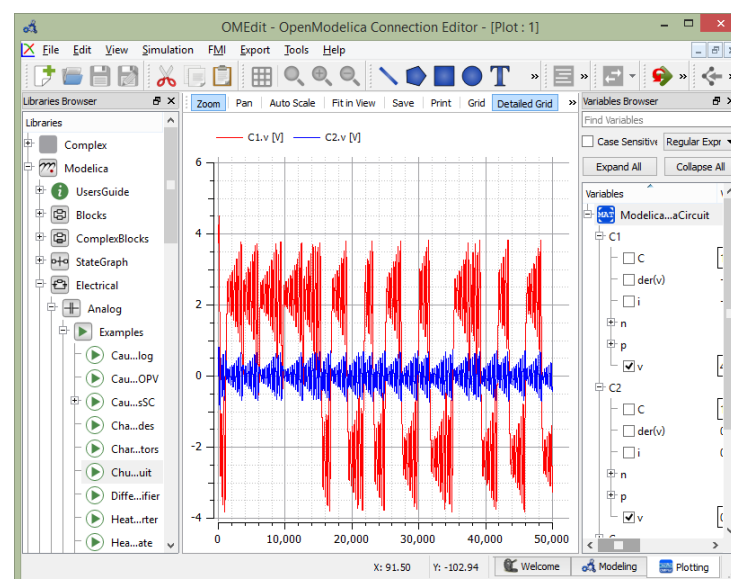 OMEdit - OpenModelica Connection Editor - [Plot : 1]
File Edit View Simulation FMI Export Tools Help
T » » » »
Libraries Browser
Libraries
Complex
Modelica
UsersGuide
Blocks
ComplexBlocks
StateGraph
Electrical
Analog
Examples
Cau...log
Cau...OPV
Cau...sSC
Cha...des
Char...tors
Chu...uit
Diffe...ifier
Heat...rter
Hea...ate
Zoom Pan Auto Scale Fit in View Save Print Grid Detailed Grid »
C1.v [V] C2.v [V]
6
4
2
0
-2
-4
0 10,000 20,000 30,000 40,000 50,000
Variables Browser
Find Variables
Case Sensitive Regular Expr
Expand All Collapse All
Variables
MAT Modelica...aCircuit
C1
C
der(v)
i
n
p
v
C2
C
der(v)
i
n
p
v
X: 91.50 Y: -102.94 Welcome Modeling Plotting